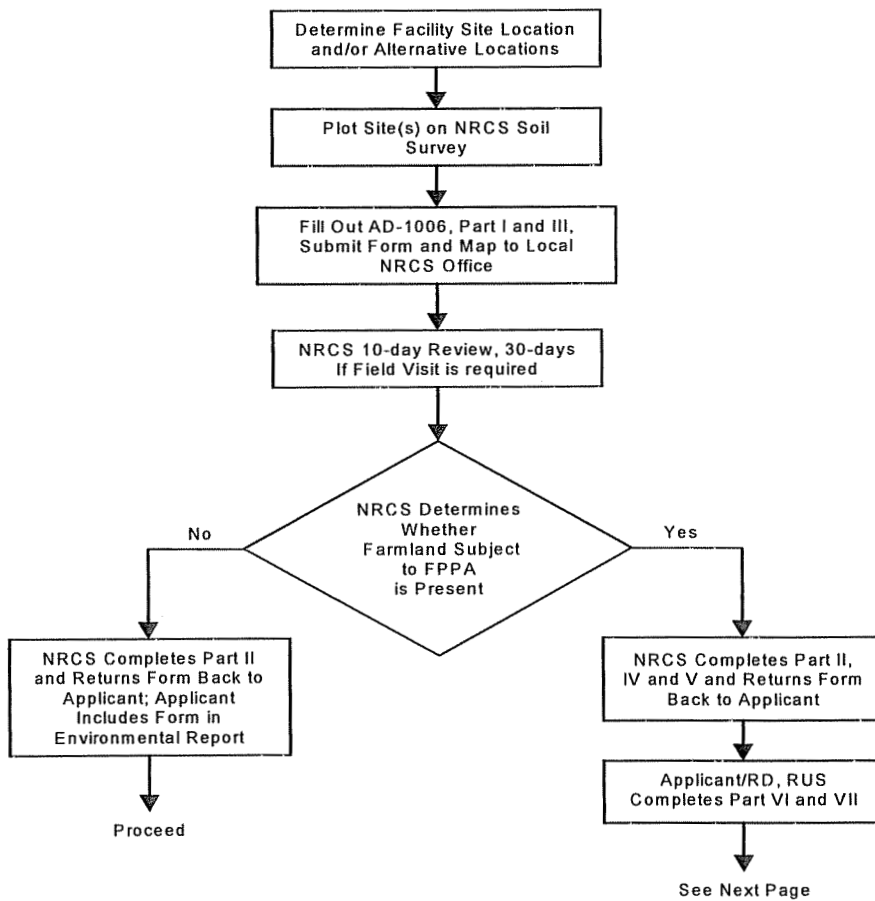 Determine Facility Site Location
and/or Alternative Locations
Plot Site(s) on NRCS Soil
Survey
Fill Out AD-1006, Part I and III,
Submit Form and Map to Local
NRCS Office
NRCS 10-day Review, 30-days
If Field Visit is required
NRCS Determines
Whether
Farmland Subject
to FPPA
is Present
No
Yes
NRCS Completes Part II
and Returns Form Back to
Applicant; Applicant
Includes Form in
Environmental Report
Proceed
NRCS Completes Part II,
IV and V and Returns Form
Back to Applicant
Applicant/RD, RUS
Completes Part VI and VII
See Next Page